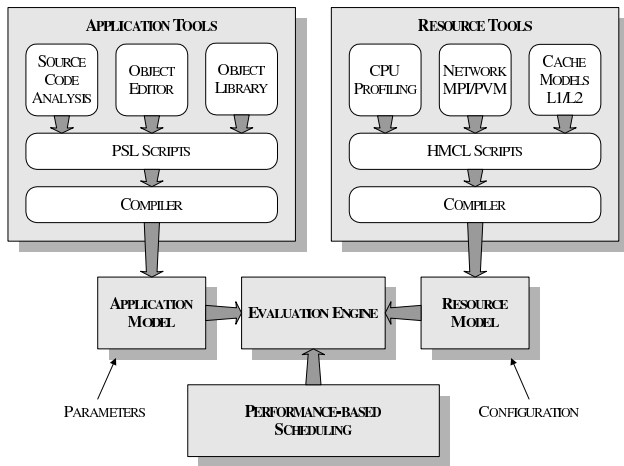 APPLICATION TOOLS
SOURCE
CODE
ANALYSIS
OBJECT
EDITOR
OBJECT
LIBRARY
PSL SCRIPTS
COMPILER
RESOURCE TOOLS
CPU
PROFILING
NETWORK
MPI/PVM
CACHE
MODELS
L1/L2
HMCL SCRIPTS
COMPILER
APPLICATION
MODEL
EVALUATION ENGINE
RESOURCE
MODEL
PARAMETERS
PERFORMANCE-BASED
SCHEDULING
CONFIGURATION